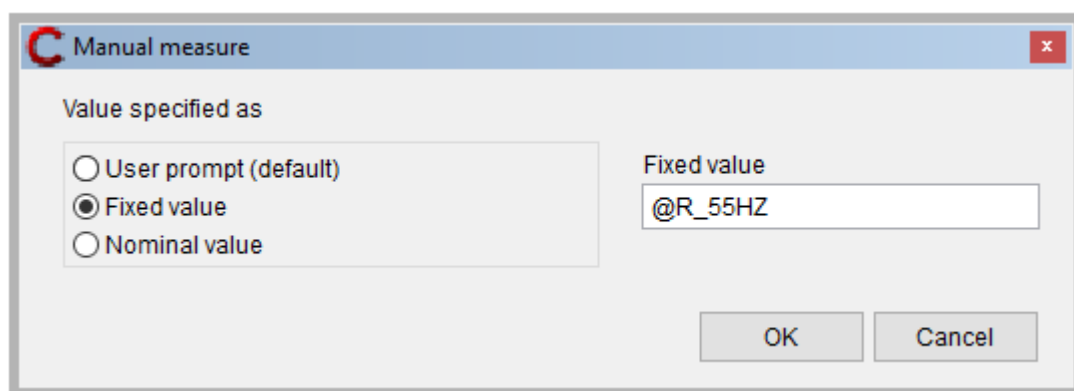 Manual measure
x
Value specified as
User prompt (default)
Fixed value
Nominal value
Fixed value
@R_55HZ
OK
Cancel